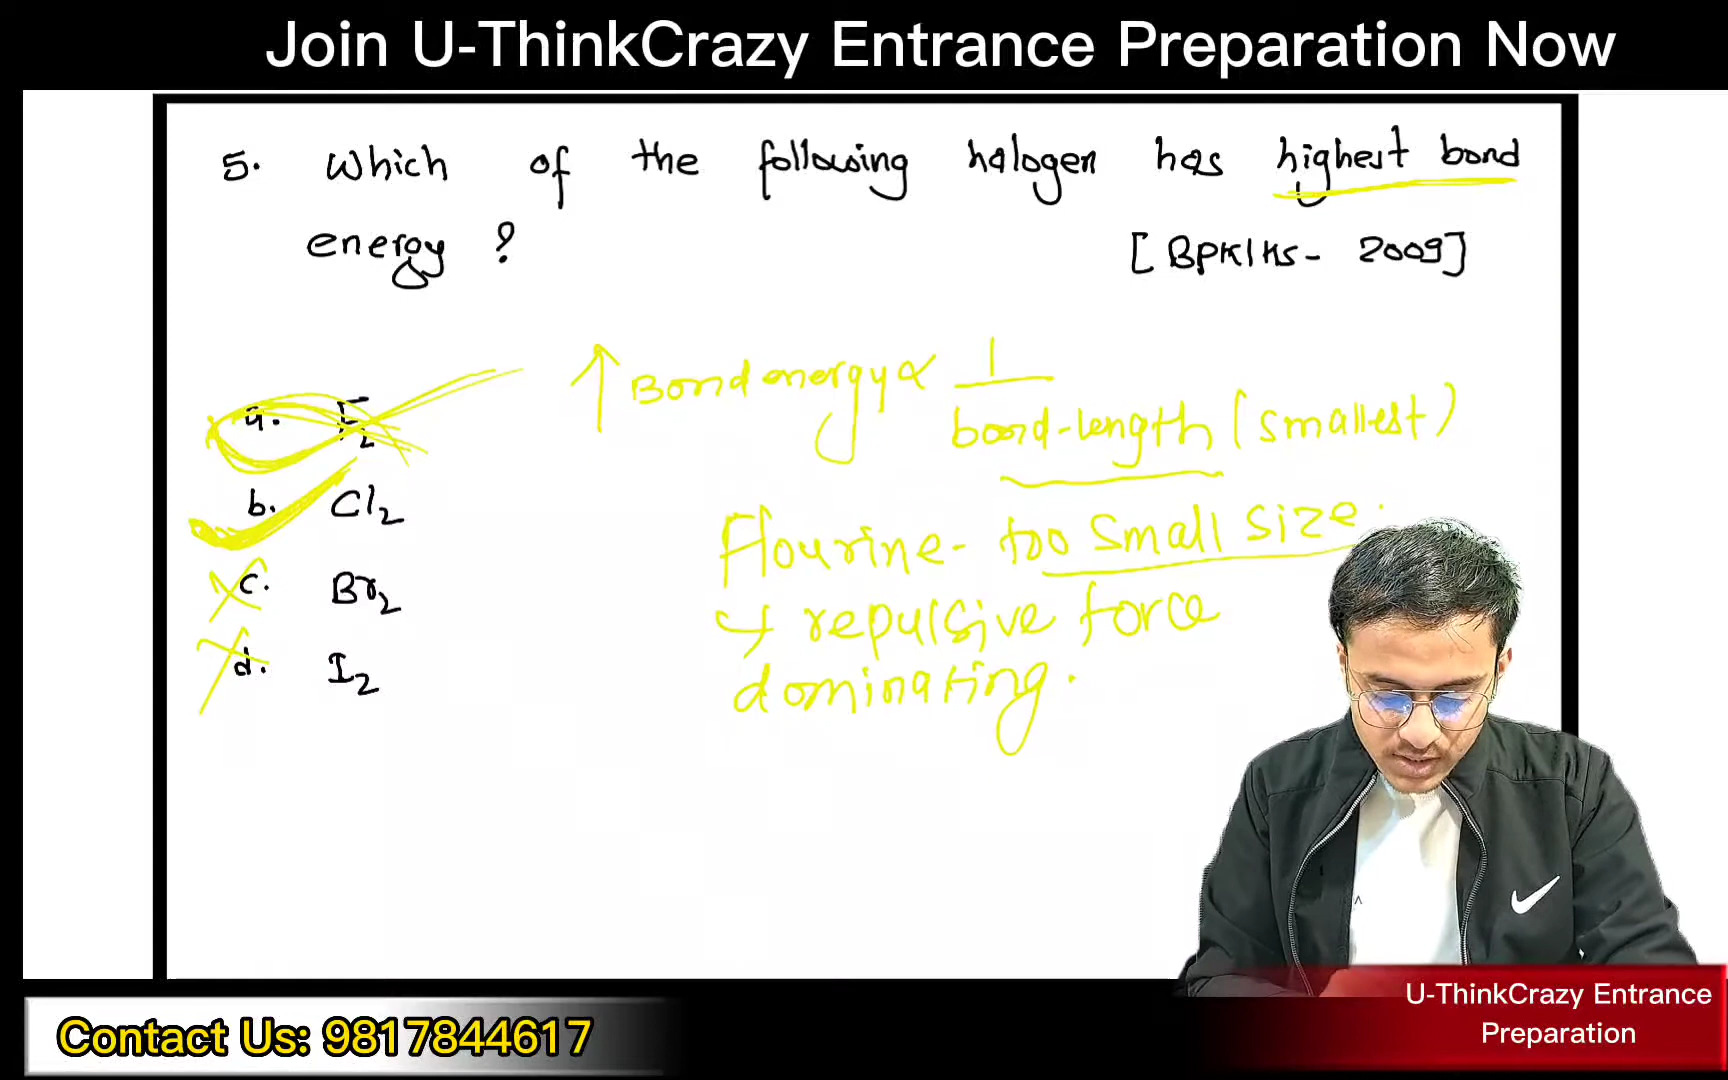 Join U-ThinkCrazy Entrance Preparation Now
5. Which of the following halogen has highest bond
energy ?
[BPKIHS- 2009]
↑ Bond energy ∝ 1
bond-length (smallest)
a. F₂
b. Cl₂
c. Br₂
d. I₂
Flourine- too small size.
↪ repulsive force
dominating.
U-ThinkCrazy Entrance
Preparation
Contact Us: 9817844617